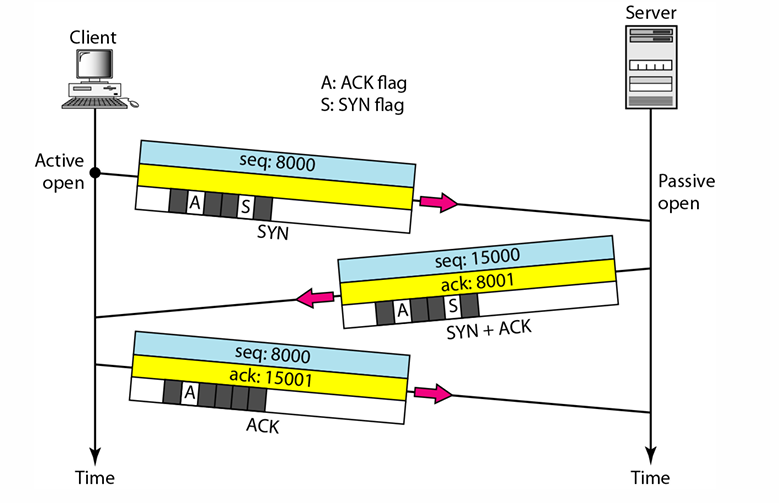 Client
Server
A: ACK flag
S: SYN flag
Active
open
seq: 8000
A
S
SYN
Passive
open
seq: 15000
ack: 8001
A
S
SYN + ACK
seq: 8000
ack: 15001
A
ACK
Time
Time